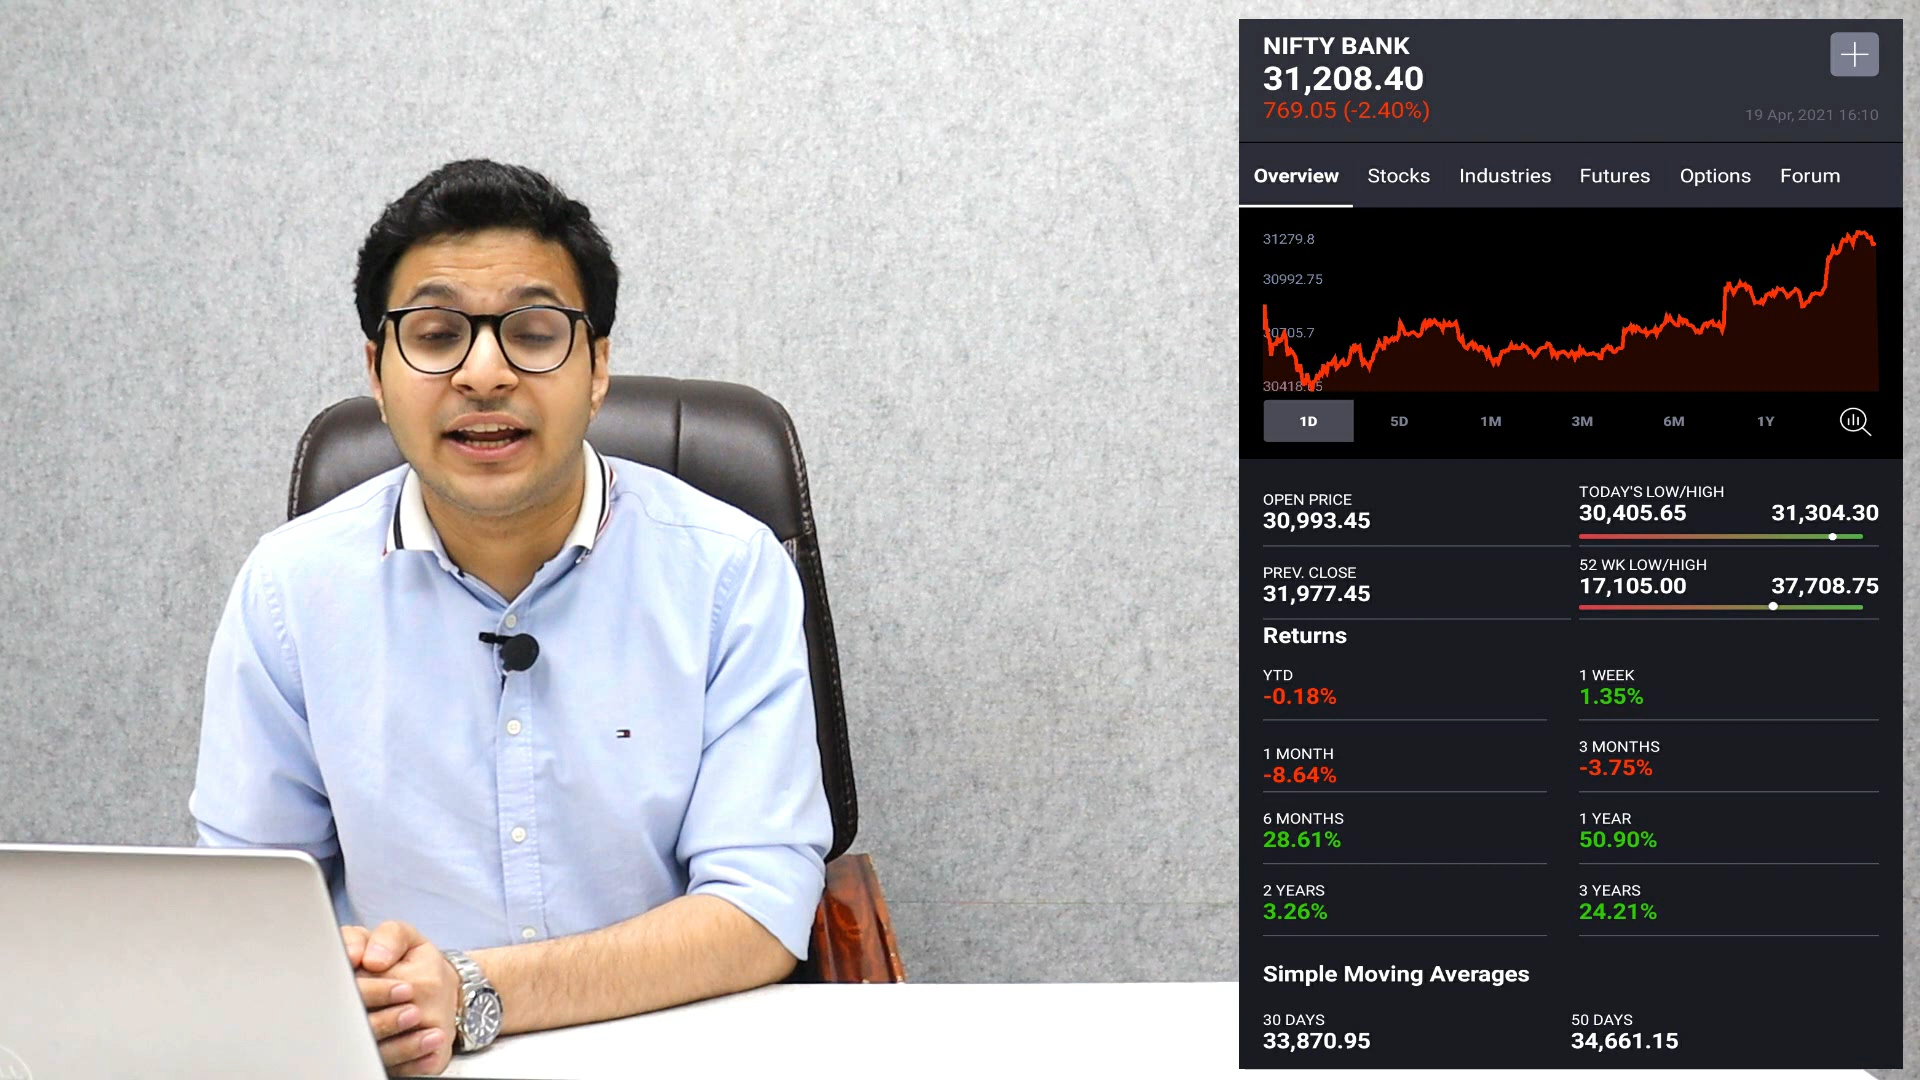 NIFTY BANK
31,208.40
769.05 (-2.40%)
19 Apr, 2021 16:10
Overview Stocks Industries Futures Options Forum
31279.8
30992.75
30705.7
1D 5D 1M 3M 6M 1Y
OPEN PRICE
30,993.45
TODAY'S LOW/HIGH
30,405.65 31,304.30
PREV. CLOSE
31,977.45
52 WK LOW/HIGH
17,105.00 37,708.75
Returns
YTD
-0.18%
1 WEEK
1.35%
1 MONTH
-8.64%
3 MONTHS
-3.75%
6 MONTHS
28.61%
1 YEAR
50.90%
2 YEARS
3.26%
3 YEARS
24.21%
Simple Moving Averages
30 DAYS
33,870.95
50 DAYS
34,661.15